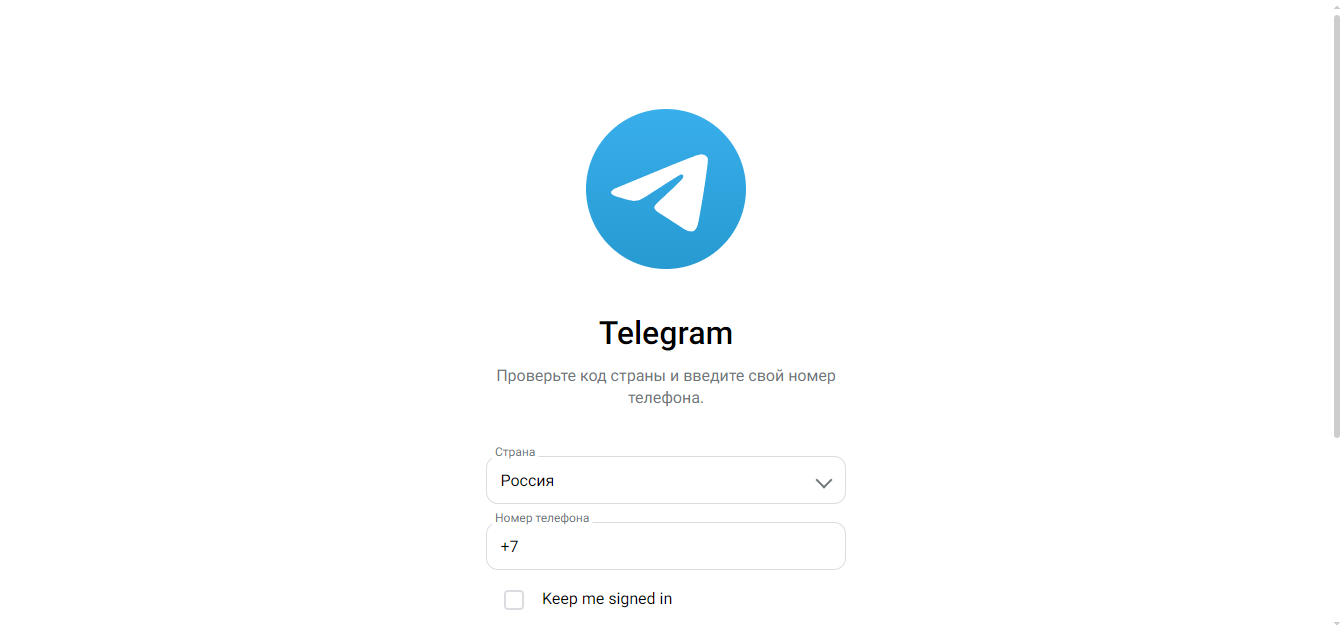 Telegram
Проверьте код страны и введите свой номер
телефона.
Страна
Россия
Номер телефона
+7
Keep me signed in